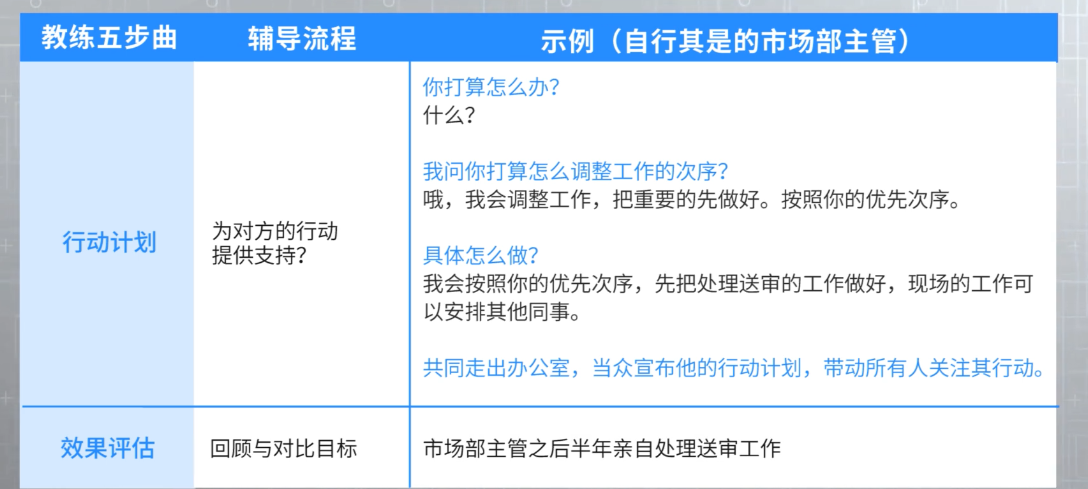 教练五步曲
辅导流程
示例（自行其是的市场部主管）
行动计划
为对方的行动
提供支持？
你打算怎么办？
什么？
我问你打算怎么调整工作的次序？
哦，我会调整工作，把重要的先做好。按照你的优先次序。
具体怎么做？
我会按照你的优先次序，先把处理送审的工作做好，现场的工作可
以安排其他同事。
共同走出办公室，当众宣布他的行动计划，带动所有人关注其行动。
效果评估
回顾与对比目标
市场部主管之后半年亲自处理送审工作